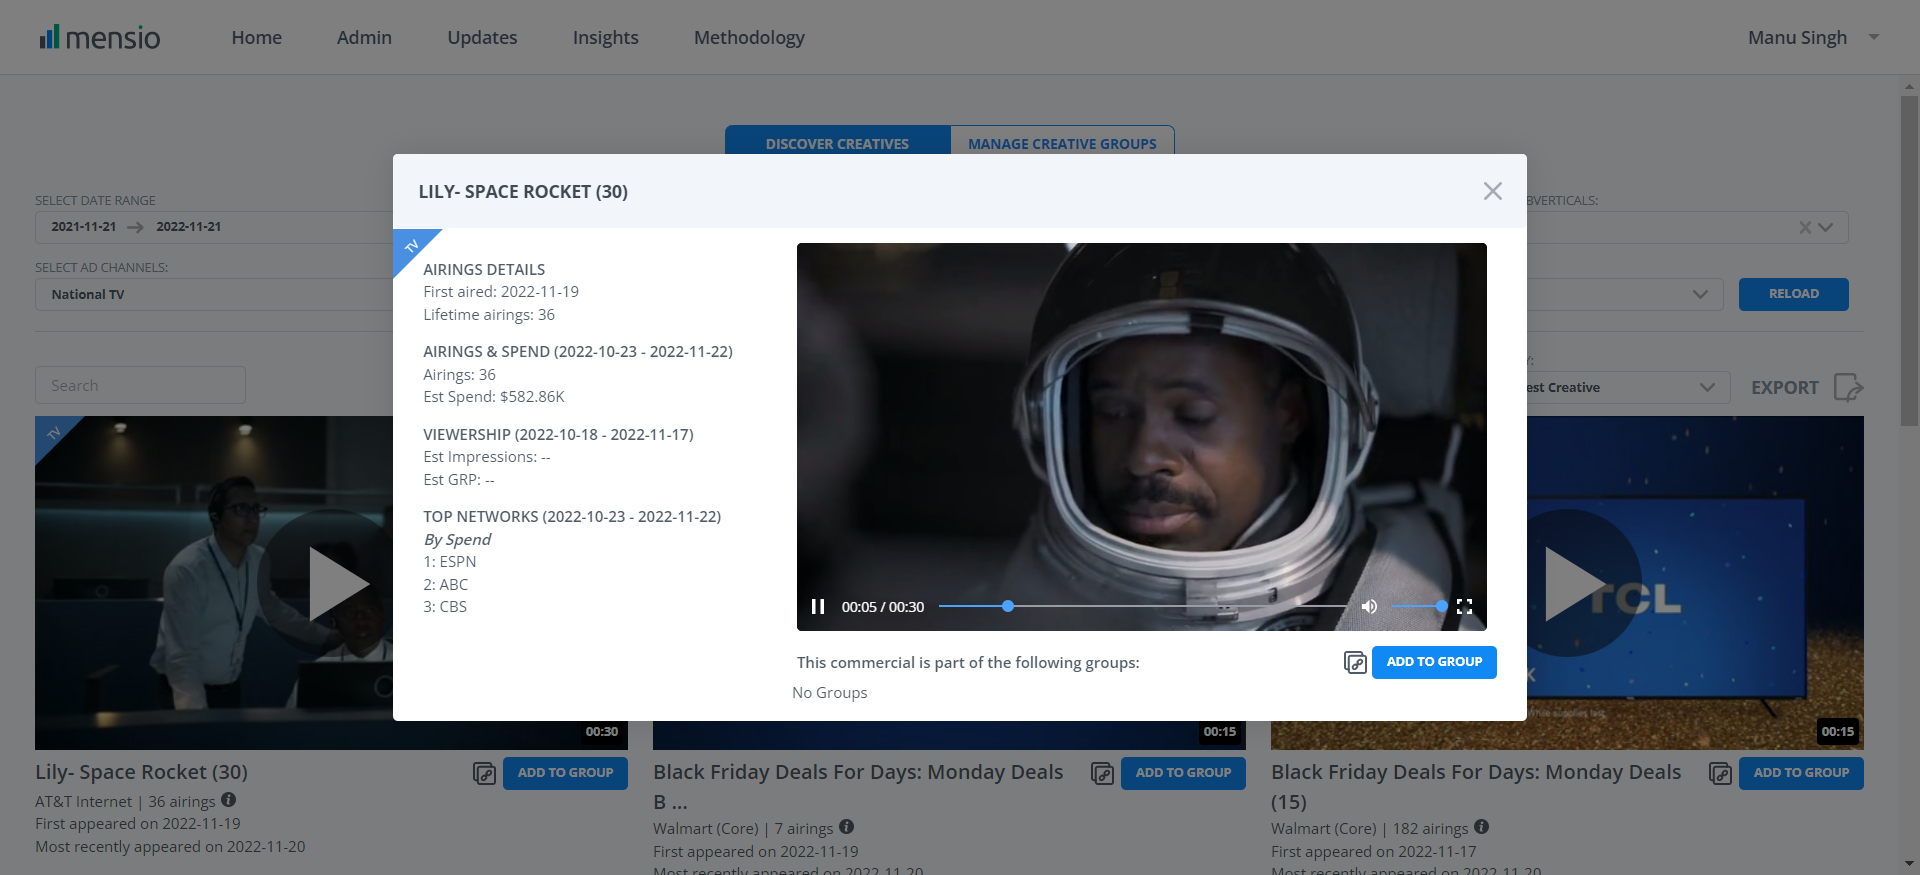 mensio Home Admin Updates Insights Methodology Manu Singh
DISCOVER CREATIVES MANAGE CREATIVE GROUPS
SELECT DATE RANGE
2021-11-21 2022-11-21
SELECT AD CHANNELS:
National TV
BVERTICALS:
RELOAD
Search
Y:
est Creative
EXPORT
LILY- SPACE ROCKET (30)
TV
AIRINGS DETAILS
First aired: 2022-11-19
Lifetime airings: 36
AIRINGS & SPEND (2022-10-23 - 2022-11-22)
Airings: 36
Est Spend: $582.86K
VIEWERSHIP (2022-10-18 - 2022-11-17)
Est Impressions: --
Est GRP: --
TOP NETWORKS (2022-10-23 - 2022-11-22)
By Spend
1: ESPN
2: ABC
3: CBS
00:05 / 00:30
This commercial is part of the following groups:
ADD TO GROUP
No Groups
TV
00:30
Lily- Space Rocket (30)
ADD TO GROUP
AT&T Internet | 36 airings
First appeared on 2022-11-19
Most recently appeared on 2022-11-20
00:15
Black Friday Deals For Days: Monday Deals
B ...
ADD TO GROUP
Walmart (Core) | 7 airings
First appeared on 2022-11-19
Most recently appeared on 2022-11-20
TCL
00:15
Black Friday Deals For Days: Monday Deals
(15)
ADD TO GROUP
Walmart (Core) | 182 airings
First appeared on 2022-11-17
Most recently appeared on 2022-11-20